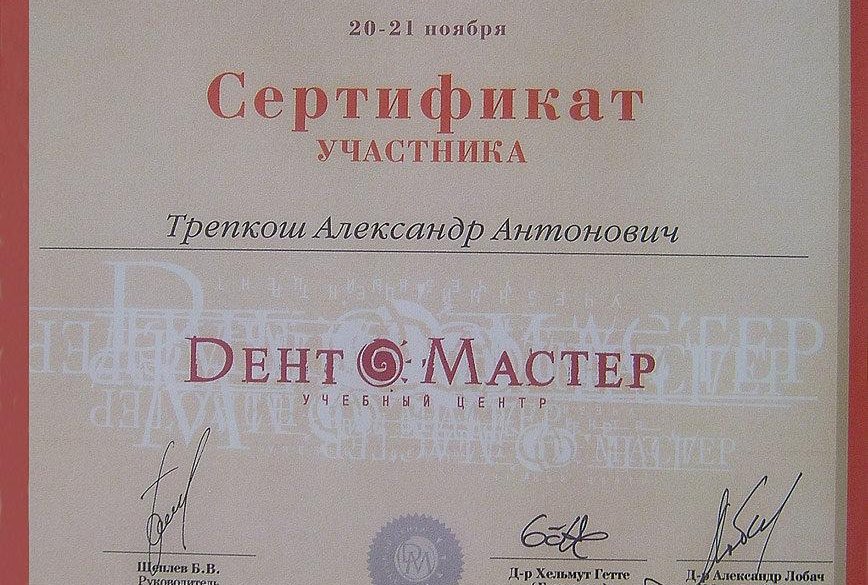 20-21 ноября
Сертификат
УЧАСТНИКА
Трепкош Александр Антонович
DЕНТ МАСТЕР
УЧЕБНЫЙ ЦЕНТР
Щеплев Б.В.
Д-р Хельмут Гетте
Д-р Александр Лобач
Руководитель